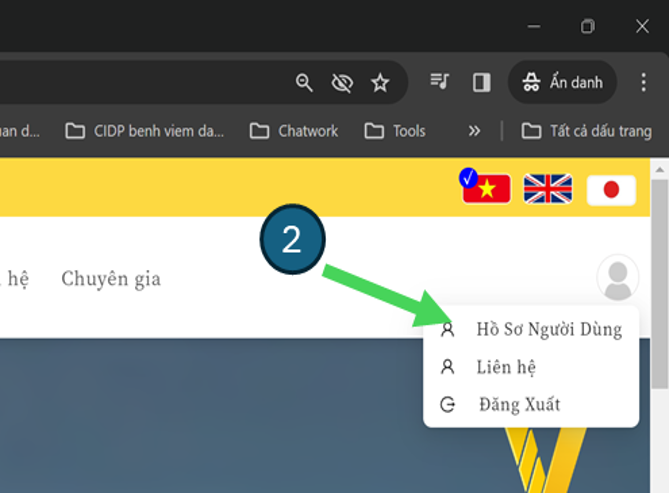 Ẩn danh
CIDP benh viem da...
Chatwork
Tools
»
Tất cả dấu trang
2
hệ
Chuyên gia
Hồ Sơ Người Dùng
Liên hệ
Đăng Xuất